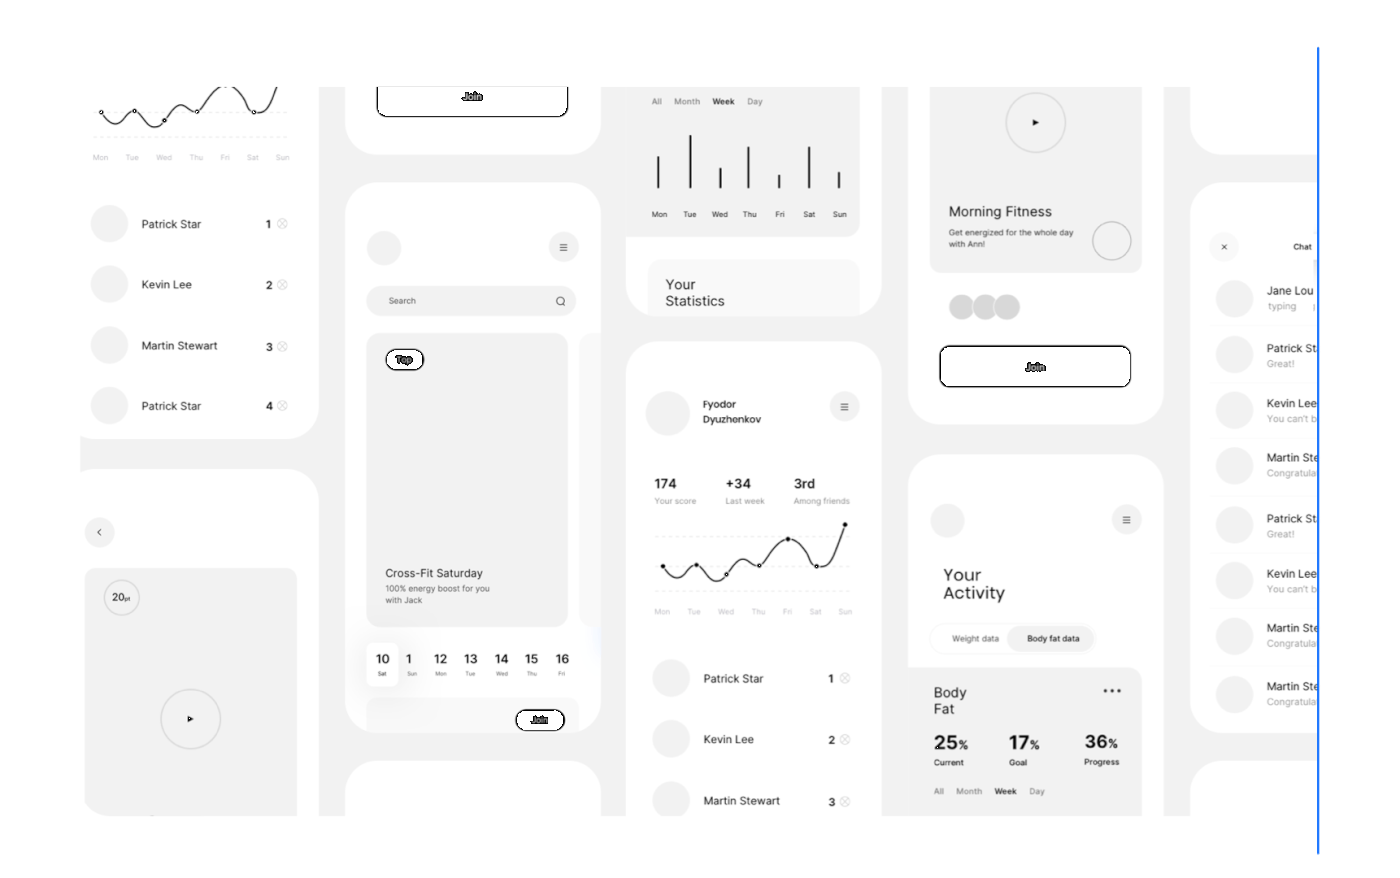 Mon Tue Wed Thu Fri Sat Sun
Patrick Star 1
Kevin Lee 2
Martin Stewart 3
Patrick Star 4
20pt
Join
Search
Top
Cross-Fit Saturday
100% energy boost for you
with Jack
10 1 12 13 14 15 16
Sat Sun Mon Tue Wed Thu Fri
Join
All Month Week Day
Mon Tue Wed Thu Fri Sat Sun
Your
Statistics
Fyodor
Dyuzhenkov
174 +34 3rd
Your score Last week Among friends
Mon Tue Wed Thu Fri Sat Sun
Patrick Star 1
Kevin Lee 2
Martin Stewart 3
Morning Fitness
Get energized for the whole day
with Ann!
Join
Your
Activity
Weight data Body fat data
Body
Fat
25% 17% 36%
Current Goal Progress
All Month Week Day
Chat
Jane Lou
typing
Patrick St
Great!
Kevin Lee
You can't b
Martin Ste
Congratula
Patrick St
Great!
Kevin Lee
You can't b
Martin Ste
Congratula
Martin Ste
Congratula